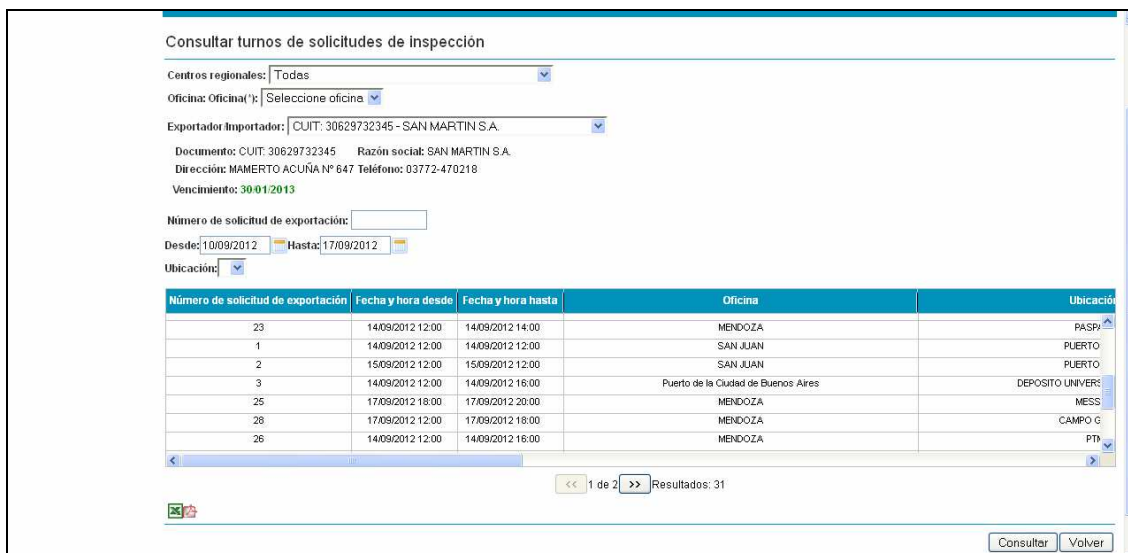 Consultar turnos de solicitudes de inspección
Centros regionales: Todas
Oficina: Oficina(*): Seleccione oficina
Exportador/Importador: CUIT: 30629732345 - SAN MARTIN S.A.
Documento: CUIT: 30629732345 Razón social: SAN MARTIN S.A.
Dirección: MAMERTO ACUÑA Nº 647 Teléfono: 03772-470218
Vencimiento: 30/01/2013
Número de solicitud de exportación:
Desde: 10/09/2012 Hasta: 17/09/2012
Ubicación:
Número de solicitud de exportación Fecha y hora desde Fecha y hora hasta Oficina Ubicación
23 14/09/2012 12:00 14/09/2012 14:00 MENDOZA PASPA
1 14/09/2012 12:00 14/09/2012 12:00 SAN JUAN PUERTO
2 15/09/2012 12:00 15/09/2012 12:00 SAN JUAN PUERTO
3 14/09/2012 12:00 14/09/2012 16:00 Puerto de la Ciudad de Buenos Aires DEPOSITO UNIVERS
25 17/09/2012 18:00 17/09/2012 20:00 MENDOZA MESS
28 17/09/2012 12:00 17/09/2012 18:00 MENDOZA CAMPO G
26 14/09/2012 12:00 14/09/2012 16:00 MENDOZA PTM
<< 1 de 2 >> Resultados: 31
Consultar Volver